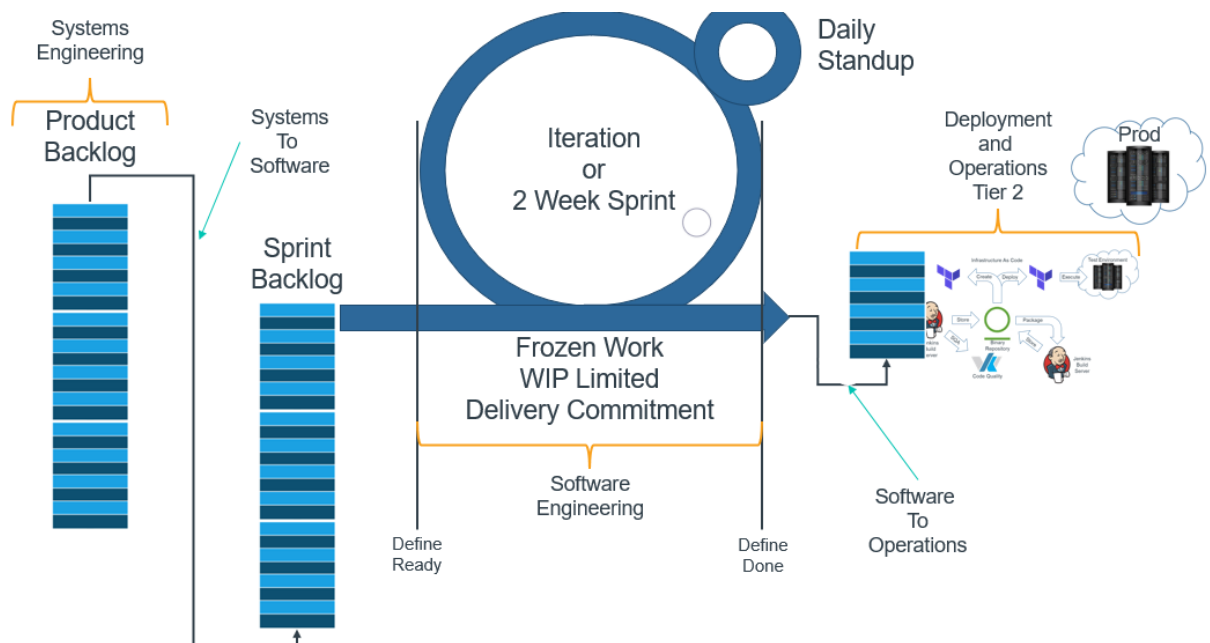 Systems
Engineering
Product
Backlog
Systems
To
Software
Sprint
Backlog
Iteration
or
2 Week Sprint
Daily
Standup
Frozen Work
WIP Limited
Delivery Commitment
Software
Engineering
Define
Ready
Define
Done
Deployment
and
Operations
Tier 2
Prod
Infrastructure As Code
Create
Deploy
Execute
Test Environment
Store
Package
Binary
Repository
Code Quality
Jenkins
Build
Server
Software
To
Operations